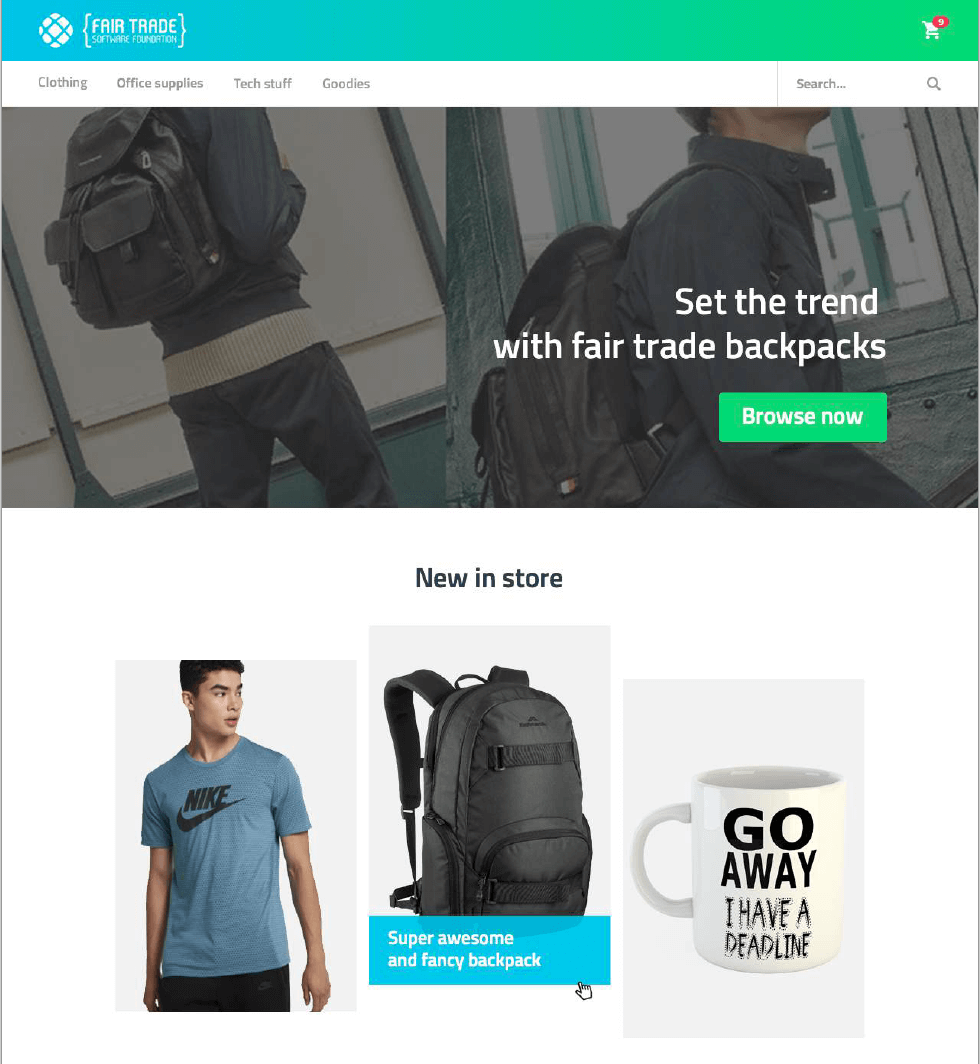 {FAIR TRADE}
SOFTWARE FOUNDATION
9
Clothing
Office supplies
Tech stuff
Goodies
Search...
Set the trend
with fair trade backpacks
Browse now
New in store
NIKE
Super awesome
and fancy backpack
GO
AWAY
I HAVE A
DEADLINE